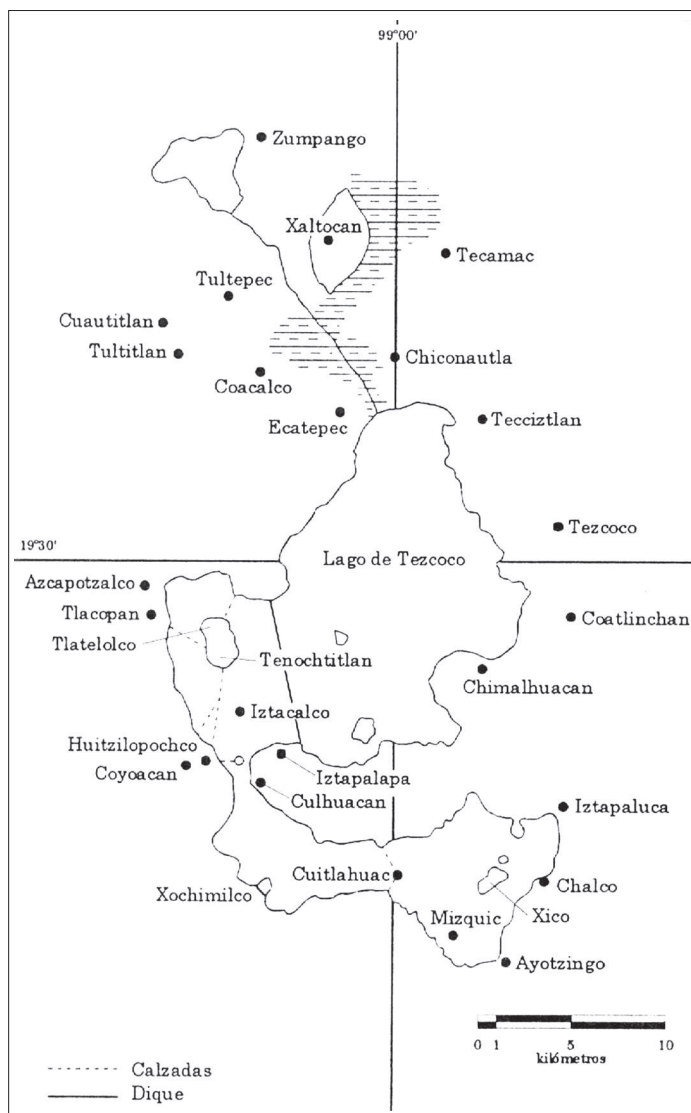 99°00'
Zumpango
Xaltocan
Tecamac
Tultepec
Cuautitlan
Tultitlan
Chiconautla
Coacalco
Ecatepec
Tecciztlan
Tezcoco
19°30'
Lago de Tezcoco
Azcapotzalco
Tlacopan
Coatlinchan
Tlatelolco
Tenochtitlan
Chimalhuacan
Iztacalco
Huitzilopochco
Coyoacan
Iztapalapa
Culhuacan
Iztapaluca
Cuitlahuac
Chalco
Xochimilco
Xico
Mizquic
Ayotzingo
0 1 5 10
kilómetros
Calzadas
Dique